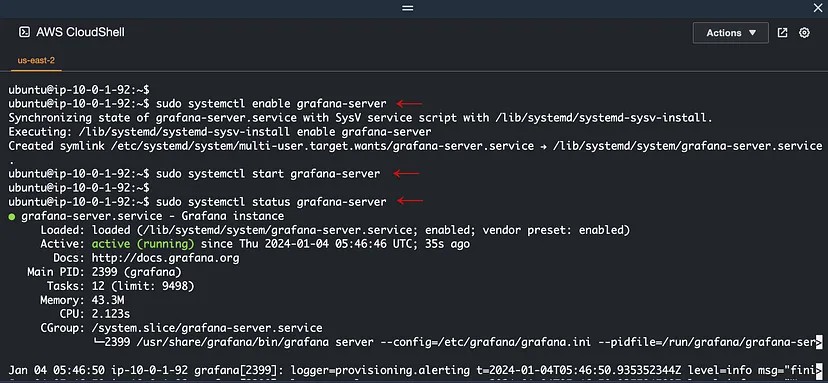 AWS CloudShell
Actions
us-east-2
ubuntu@ip-10-0-1-92:~$
ubuntu@ip-10-0-1-92:~$ sudo systemctl enable grafana-server
Synchronizing state of grafana-server.service with SysV service script with /lib/systemd/systemd-sysv-install.
Executing: /lib/systemd/systemd-sysv-install enable grafana-server
Created symlink /etc/systemd/system/multi-user.target.wants/grafana-server.service → /lib/systemd/system/grafana-server.service
.
ubuntu@ip-10-0-1-92:~$ sudo systemctl start grafana-server
ubuntu@ip-10-0-1-92:~$
ubuntu@ip-10-0-1-92:~$ sudo systemctl status grafana-server
● grafana-server.service - Grafana instance
Loaded: loaded (/lib/systemd/system/grafana-server.service; enabled; vendor preset: enabled)
Active: active (running) since Thu 2024-01-04 05:46:46 UTC; 35s ago
Docs: http://docs.grafana.org
Main PID: 2399 (grafana)
Tasks: 12 (limit: 9498)
Memory: 43.3M
CPU: 2.123s
CGroup: /system.slice/grafana-server.service
└─2399 /usr/share/grafana/bin/grafana server --config=/etc/grafana/grafana.ini --pidfile=/run/grafana/grafana-ser>
Jan 04 05:46:50 ip-10-0-1-92 grafana[2399]: logger=provisioning.alerting t=2024-01-04T05:46:50.935352344Z level=info msg="fini>